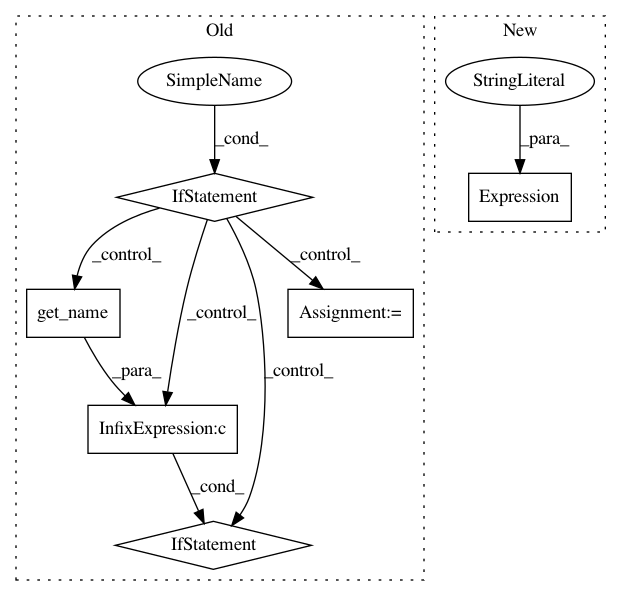 Old
New
SimpleName
StringLiteral
_cond_
_para_
IfStatement
Expression
_control_
_control_
get_name
_control_
Assignment:=
_para_
_control_
InfixExpression:c
_cond_
IfStatement